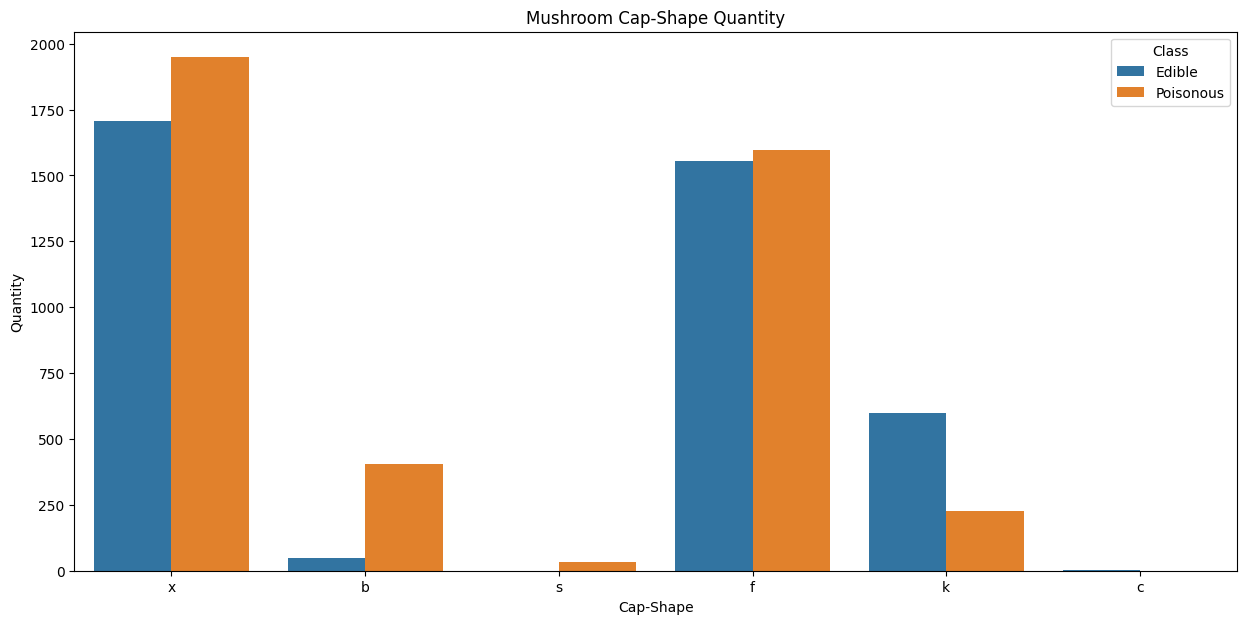 Mushroom Cap-Shape Quantity
2000
1750
1500
1250
1000
750
500
250
0
Quantity
x b s f k c
Cap-Shape
Class
Edible
Poisonous